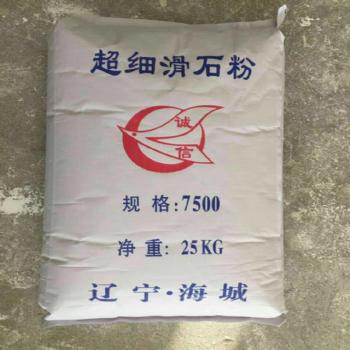 超细滑石粉
诚
信
规格:7500
净重:25KG
辽宁·海城